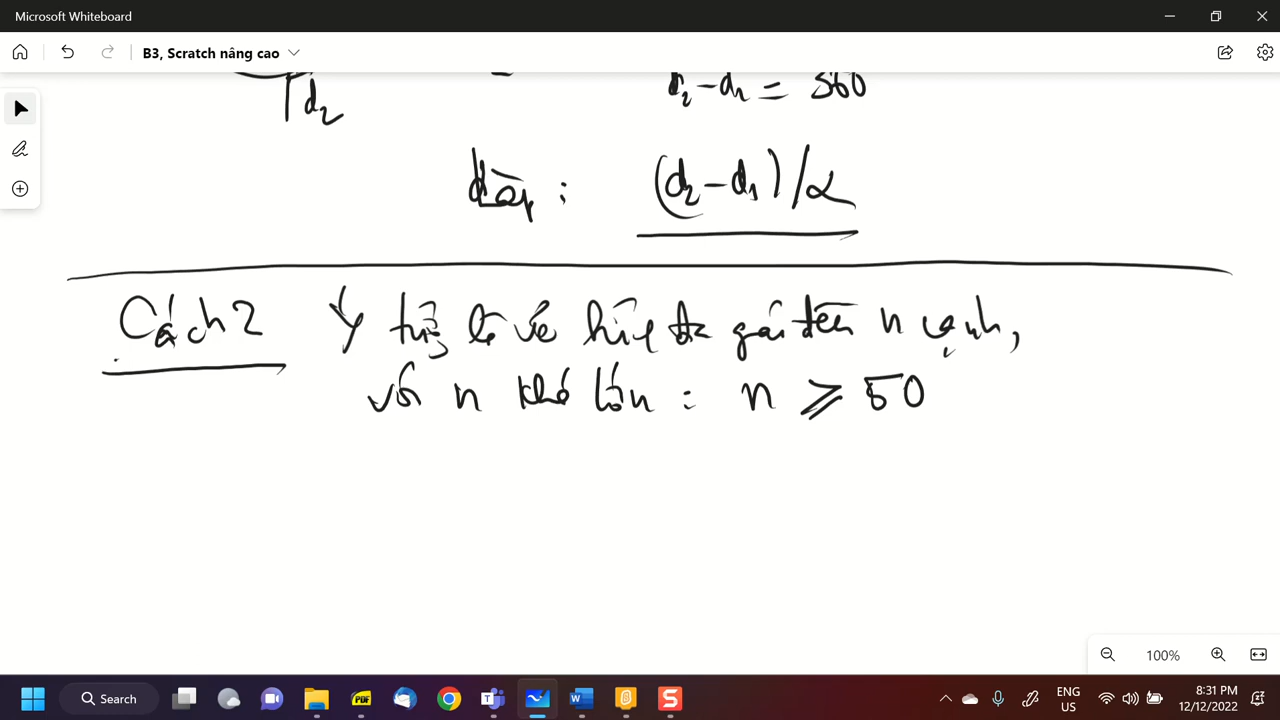 Microsoft Whiteboard
B3, Scratch nâng cao
d₂
d₂ - d₁ = 360
Lặp : (d₂ - d₁) / α
Cách 2 Ý tưởng là vẽ hình đa giác đều n cạnh,
với n khá lớn : n ⩾ 50
100%
Search
ENG
US
8:31 PM
12/12/2022